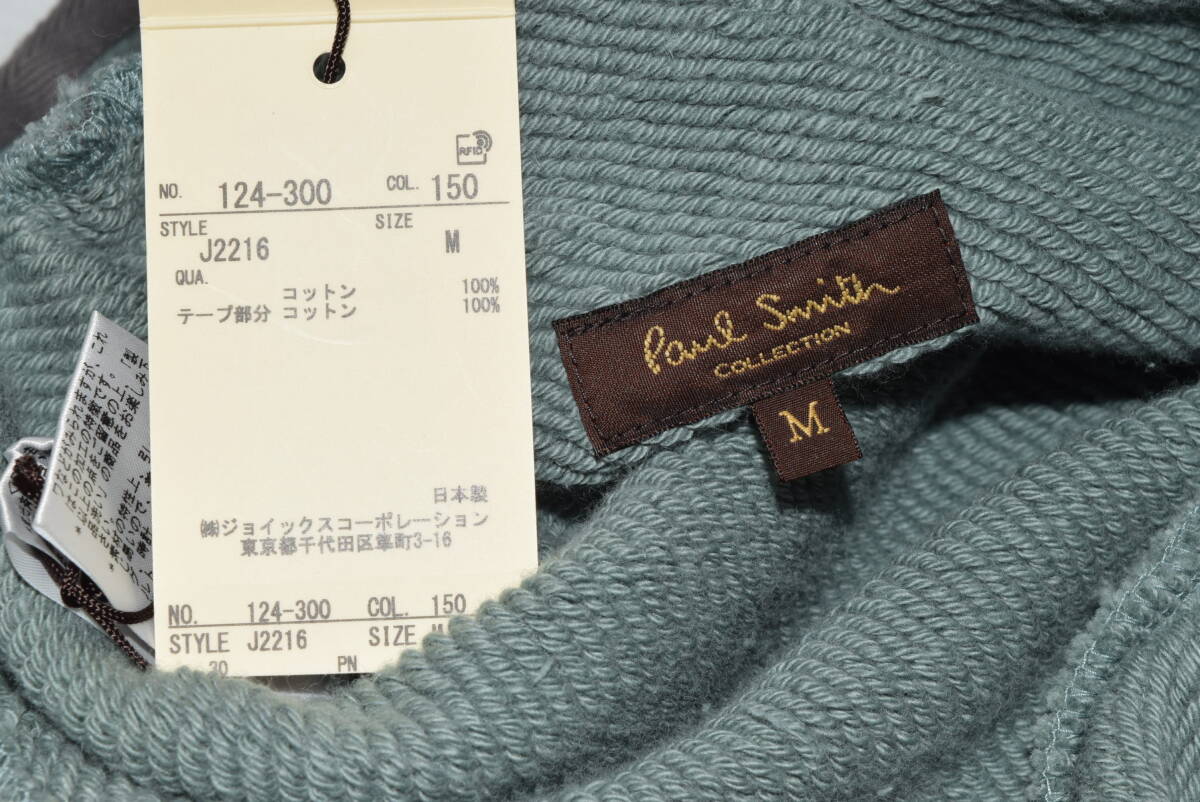 RFID
NO. 124-300 COL. 150
STYLE SIZE
J2216 M
QUA.
コットン 100%
テープ部分 コットン 100%
日本製
㈱ジョイックスコーポレーション
東京都千代田区隼町3-16
NO. 124-300 COL. 150
STYLE J2216 SIZE M
30 PN
Paul Smith
COLLECTION
M